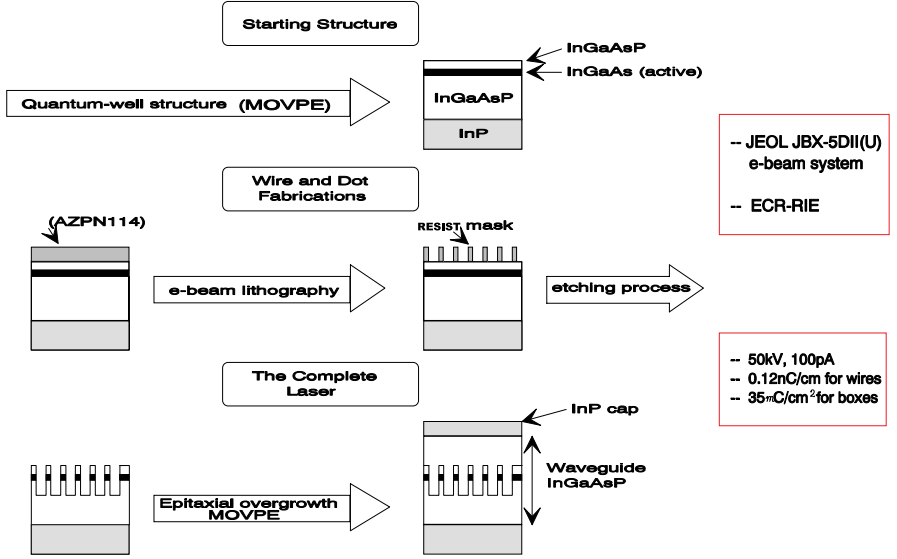 Starting Structure
InGaAsP
InGaAs (active)
Quantum-well structure (MOVPE)
InGaAsP
InP
-- JEOL JBX-5DII(U)
e-beam system
-- ECR-RIE
Wire and Dot
Fabrications
(AZPN114)
RESIST mask
e-beam lithography
etching process
-- 50kV, 100pA
-- 0.12nC/cm for wires
-- 35mC/cm² for boxes
The Complete
Laser
InP cap
Waveguide
InGaAsP
Epitaxial overgrowth
MOVPE